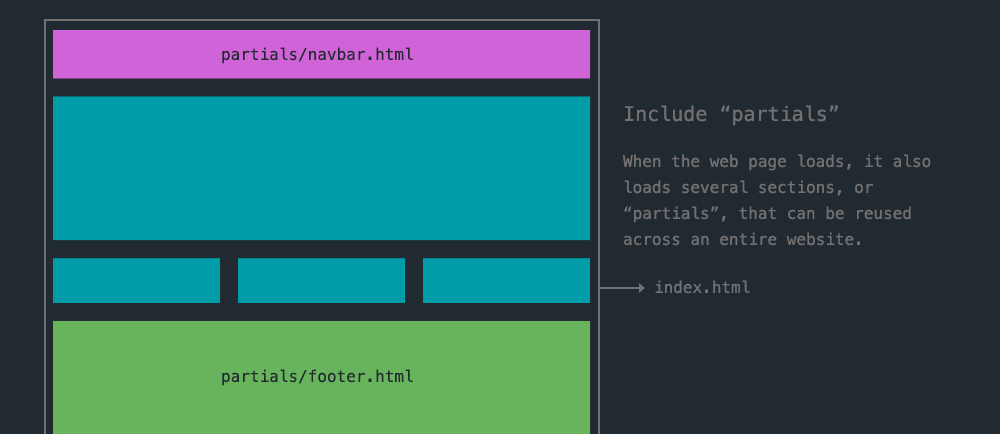 partials/navbar.html
Include “partials”
When the web page loads, it also
loads several sections, or
“partials”, that can be reused
across an entire website.
index.html
partials/footer.html